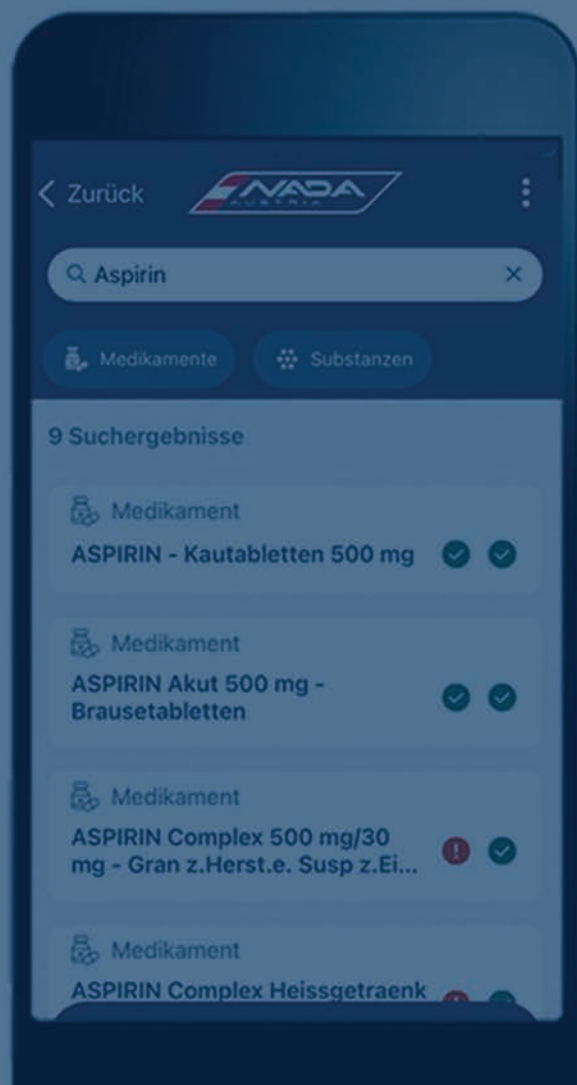 Zurück
NADA
AUSTRIA
Aspirin
Medikamente
Substanzen
9 Suchergebnisse
Medikament
ASPIRIN - Kautabletten 500 mg
Medikament
ASPIRIN Akut 500 mg -
Brausetabletten
Medikament
ASPIRIN Complex 500 mg/30
mg - Gran z.Herst.e. Susp z.Ei...
Medikament
ASPIRIN Complex Heissgetraenk